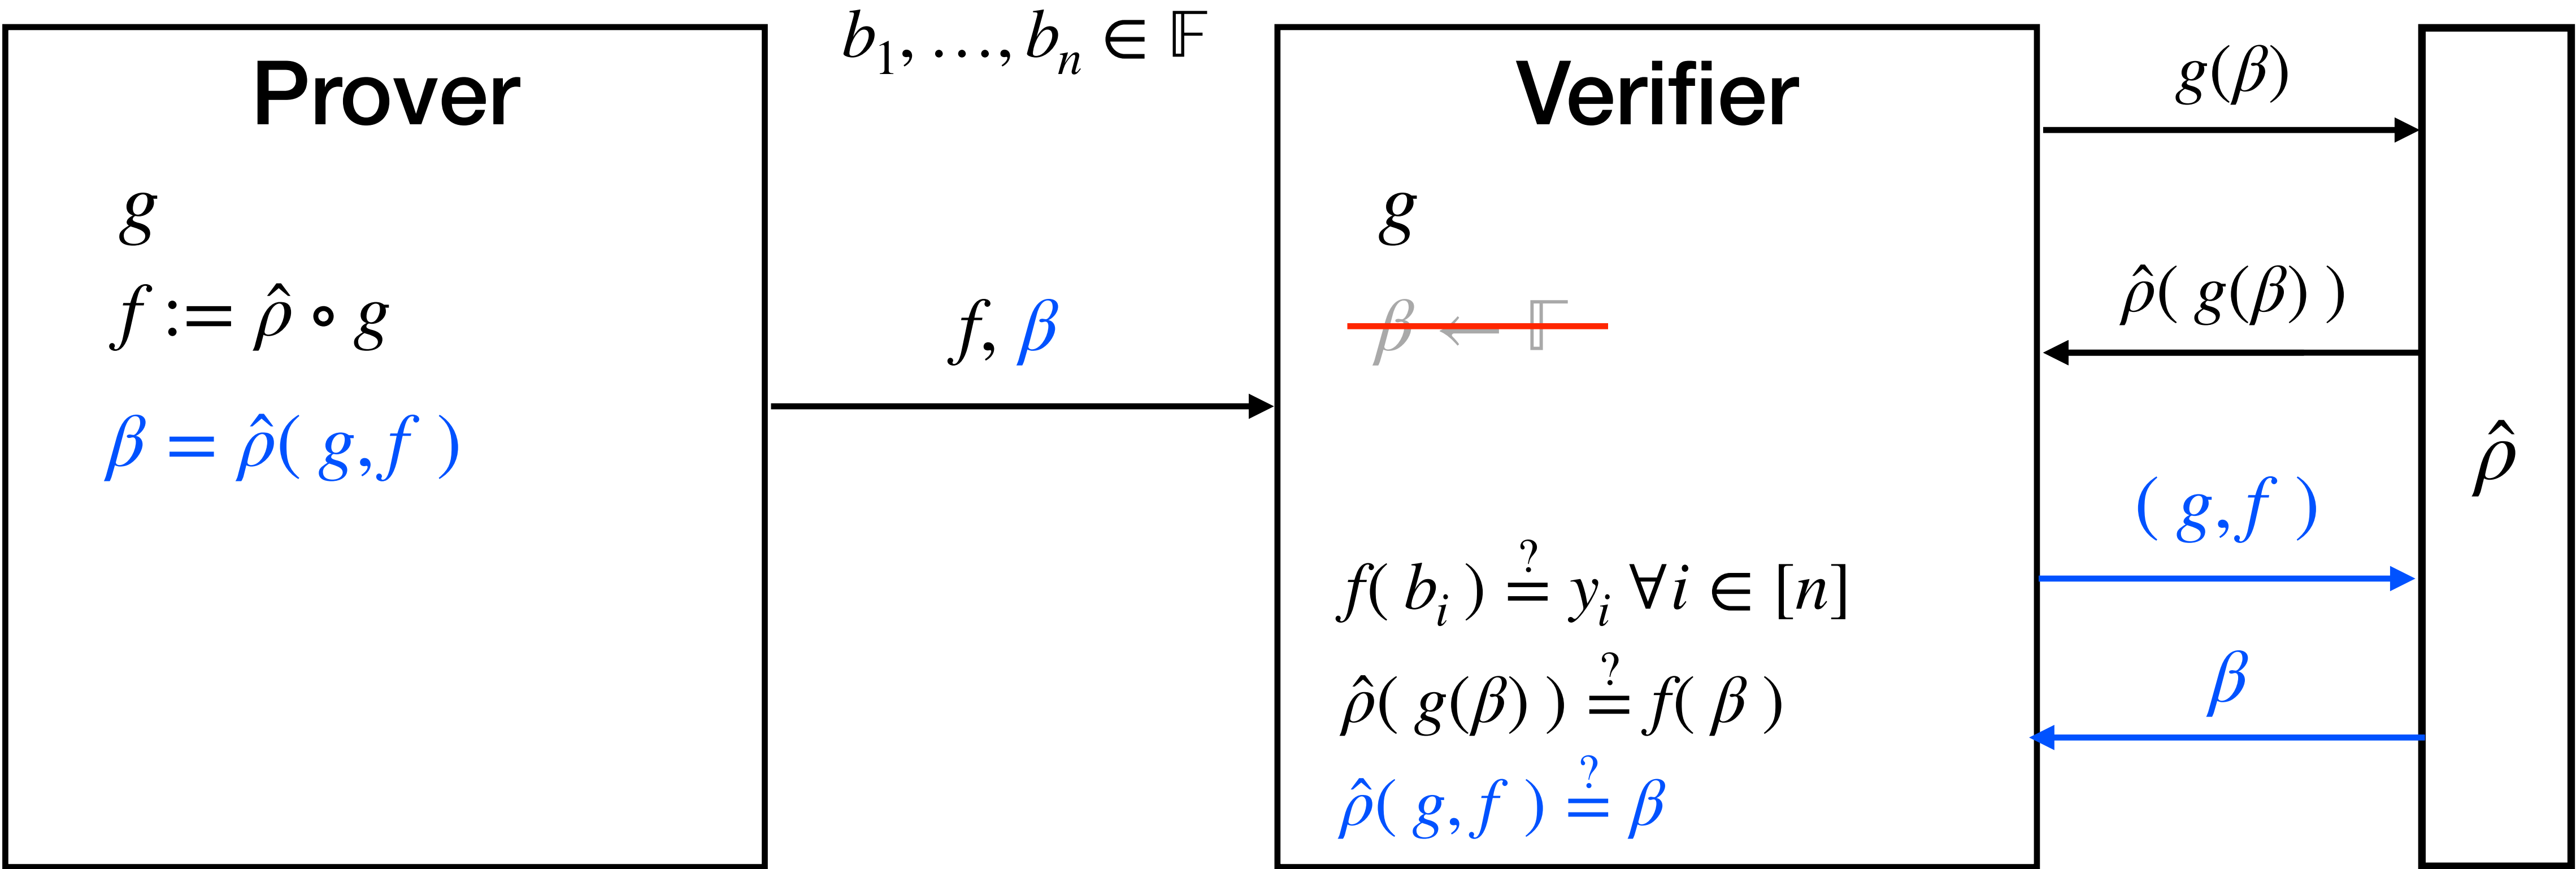 Prover
g
f := ρ̂ ∘ g
β = ρ̂( g,f )
b₁, …, bₙ ∈ 𝔽
f, β
Verifier
g
β ← 𝔽
f( bᵢ ) ≟ yᵢ ∀i ∈ [n]
ρ̂( g(β) ) ≟ f( β )
ρ̂( g,f ) ≟ β
g(β)
ρ̂( g(β) )
( g,f )
β
ρ̂